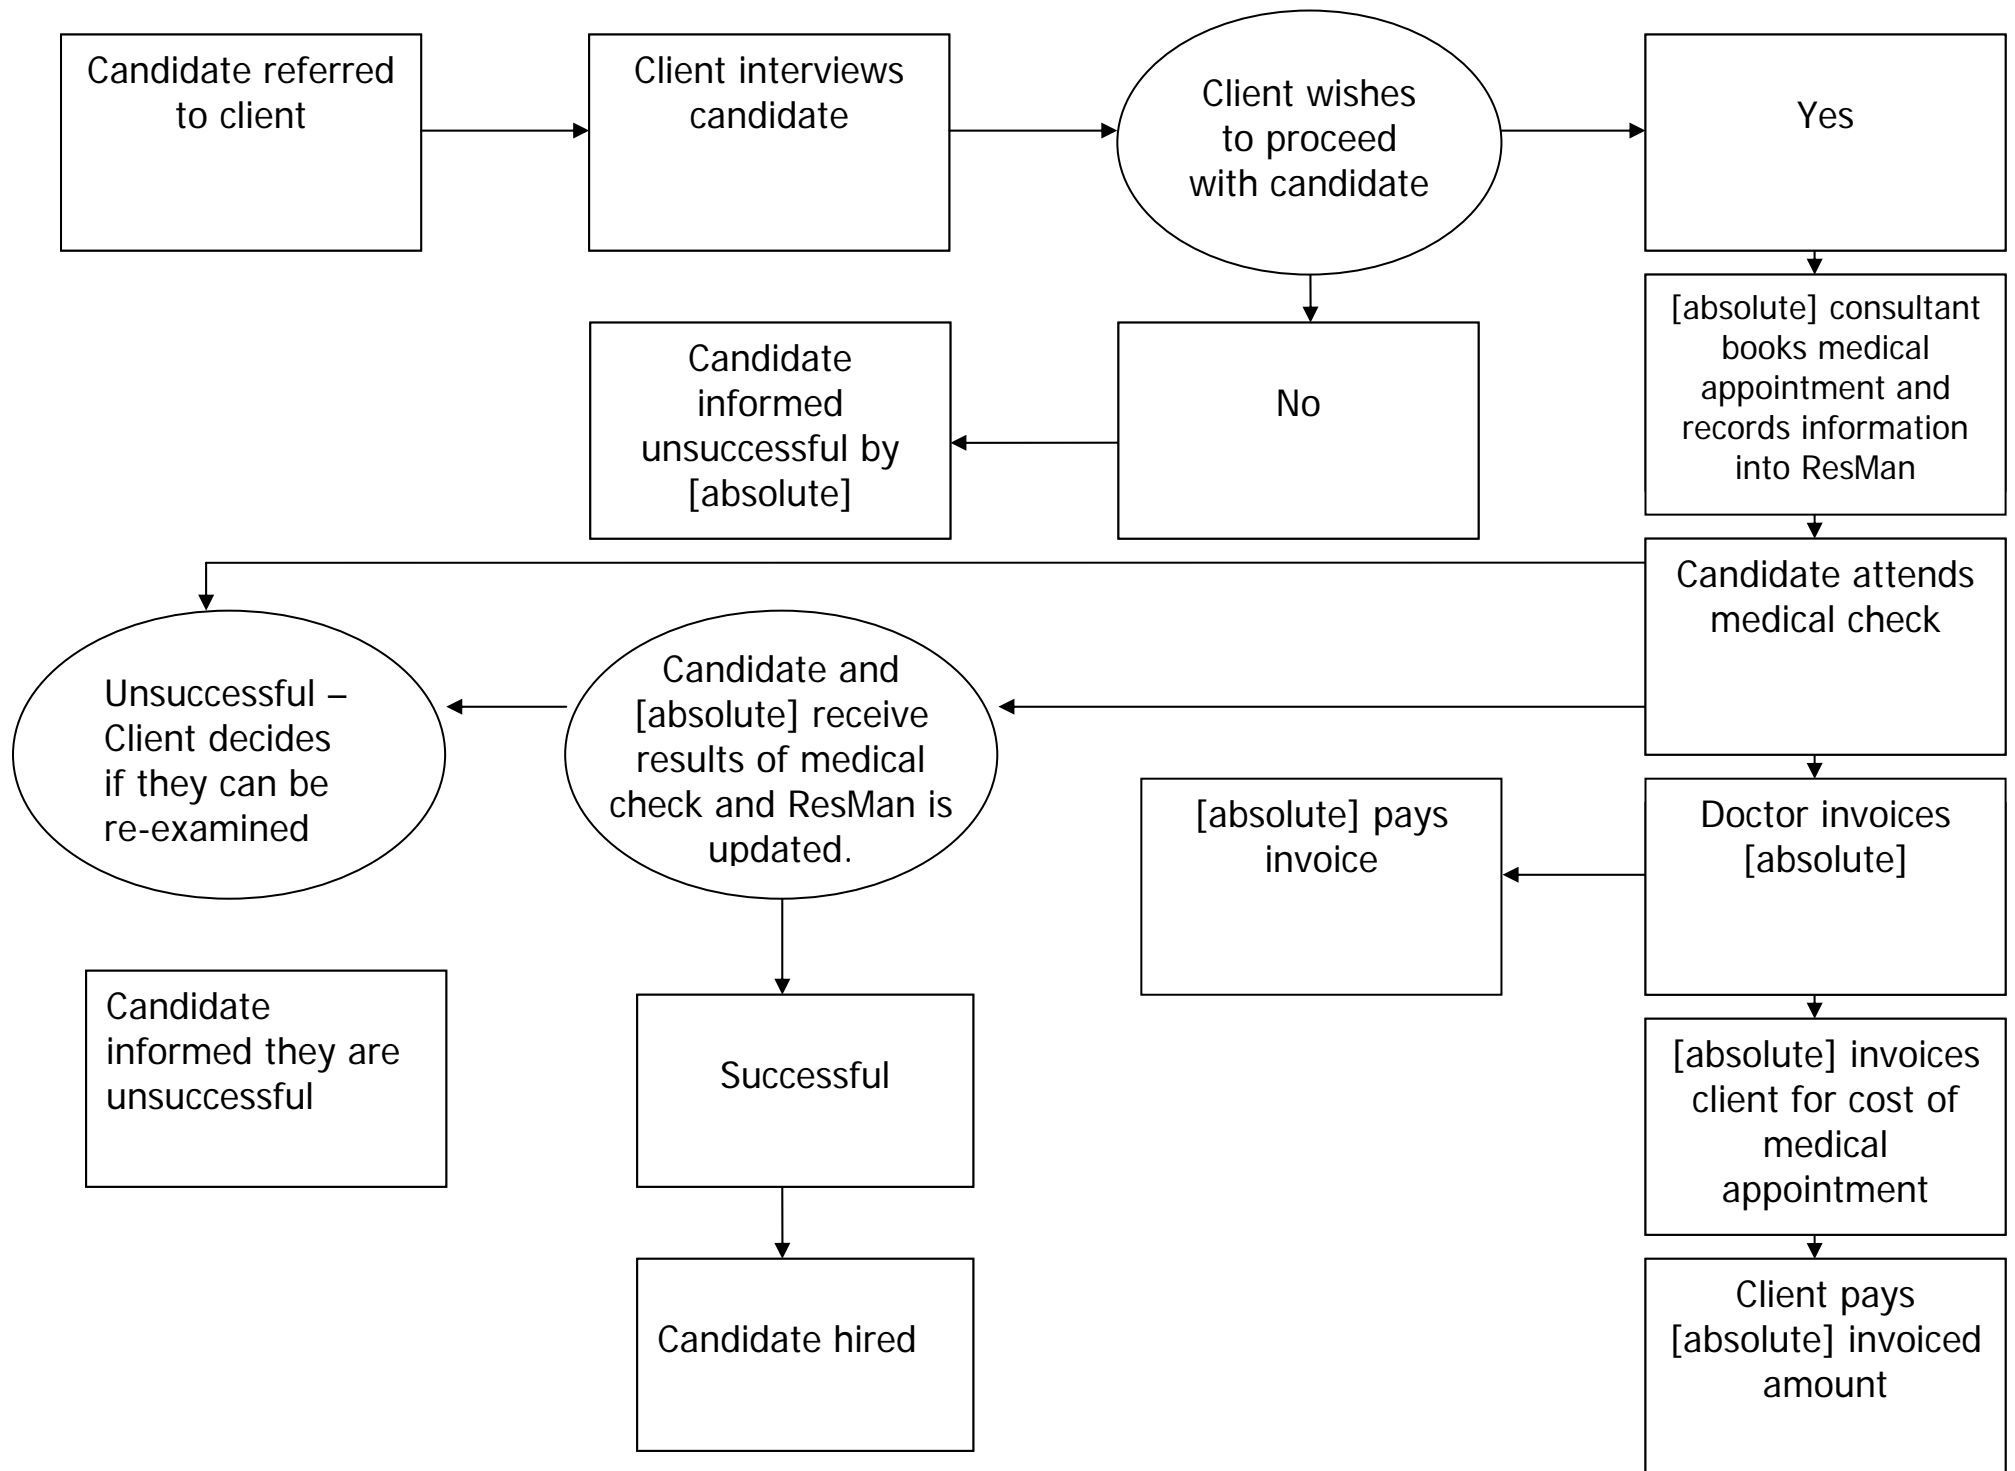 Candidate referred
to client
Client interviews
candidate
Client wishes
to proceed
with candidate
Yes
[absolute] consultant
books medical
appointment and
records information
into ResMan
No
Candidate
informed
unsuccessful by
[absolute]
Candidate attends
medical check
Candidate and
[absolute] receive
results of medical
check and ResMan is
updated.
Unsuccessful –
Client decides
if they can be
re-examined
Doctor invoices
[absolute]
[absolute] pays
invoice
Candidate
informed they are
unsuccessful
Successful
[absolute] invoices
client for cost of
medical
appointment
Candidate hired
Client pays
[absolute] invoiced
amount